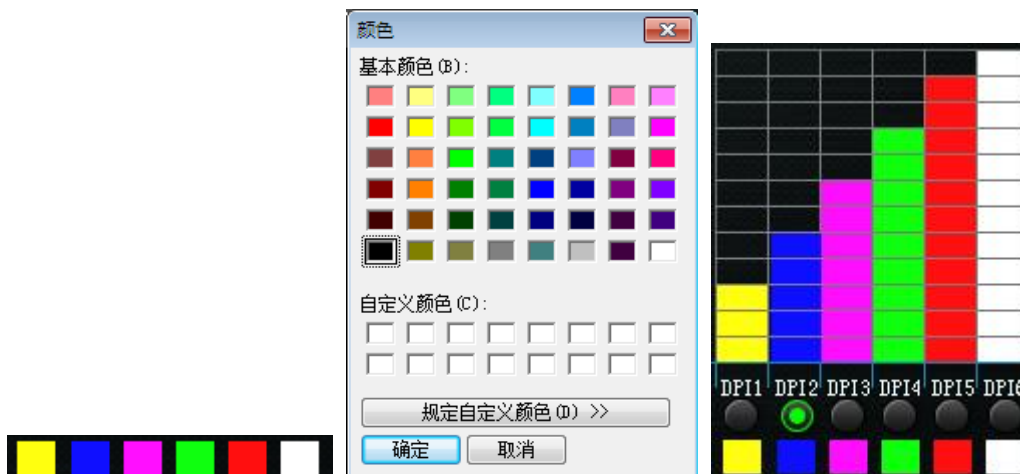 颜色
基本颜色(B):
自定义颜色(C):
规定自定义颜色(D) >>
确定 取消
DPI1 DPI2 DPI3 DPI4 DPI5 DPI6